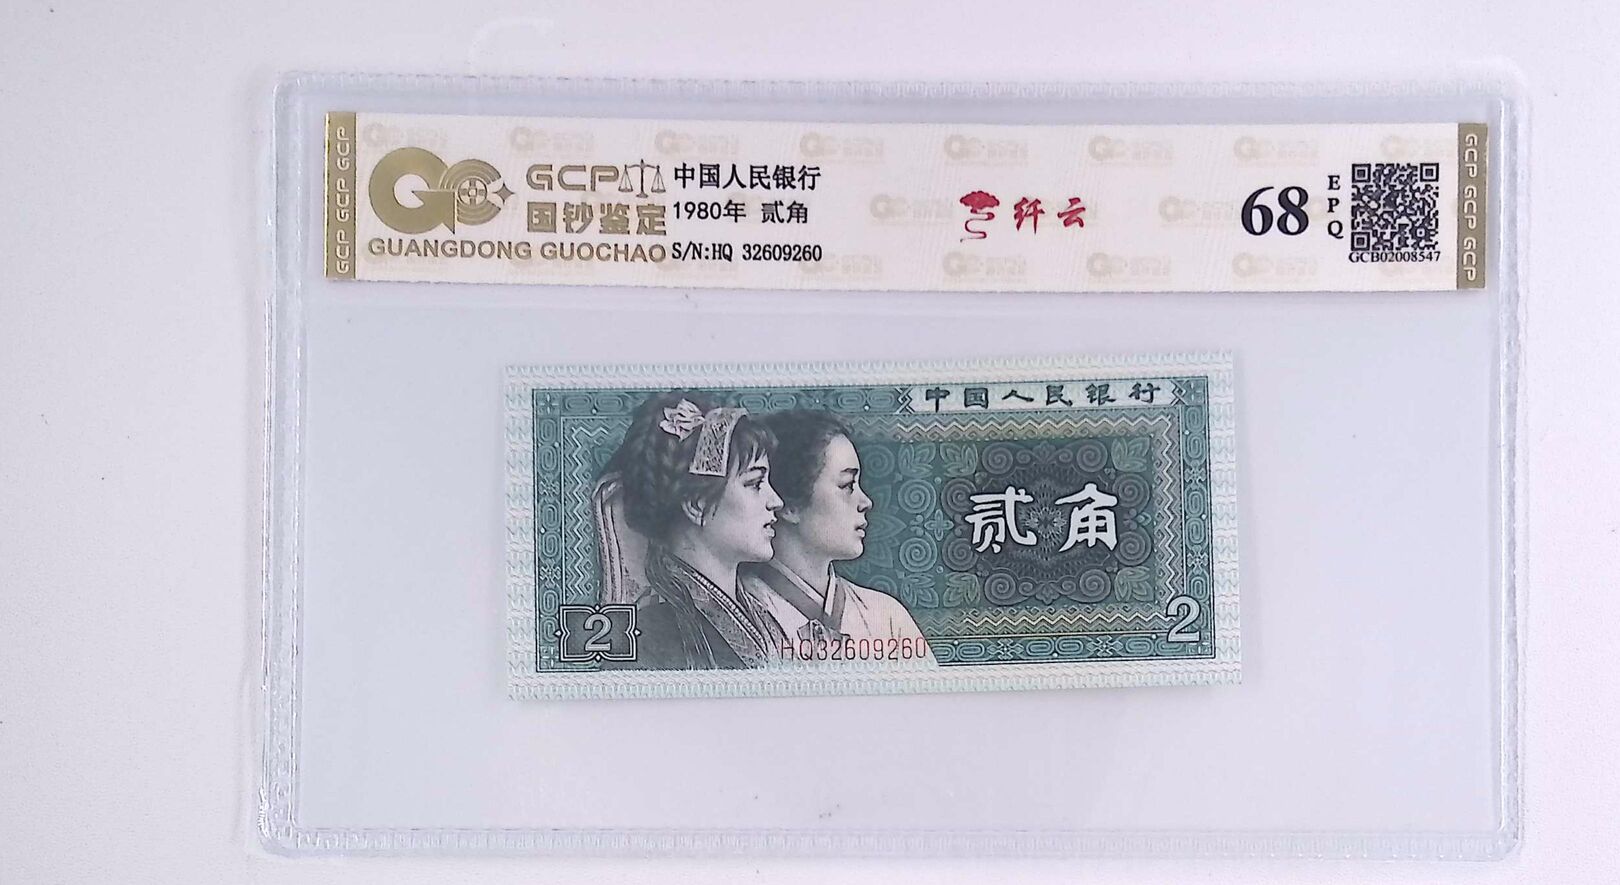 GCP GCP GCP
GCP
国钞鉴定
GUANGDONG GUOCHAO
中国人民银行
1980年 贰角
S/N:HQ 32609260
纤云
68
EPQ
GCB02008547
GCP GCP GCP
中国人民银行
贰角
2
2
HQ32609260